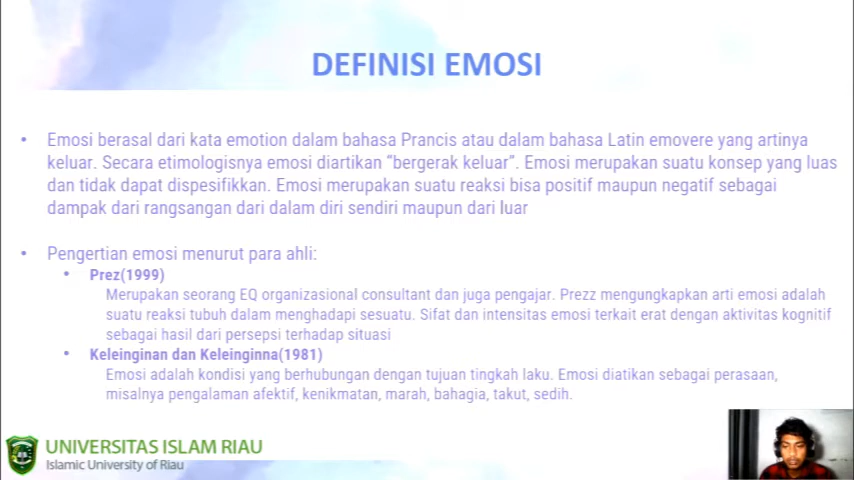 DEFINISI EMOSI
• Emosi berasal dari kata emotion dalam bahasa Prancis atau dalam bahasa Latin emovere yang artinya
keluar. Secara etimologisnya emosi diartikan “bergerak keluar”. Emosi merupakan suatu konsep yang luas
dan tidak dapat dispesifikkan. Emosi merupakan suatu reaksi bisa positif maupun negatif sebagai
dampak dari rangsangan dari dalam diri sendiri maupun dari luar
• Pengertian emosi menurut para ahli:
• Prez(1999)
Merupakan seorang EQ organizasional consultant dan juga pengajar. Prezz mengungkapkan arti emosi adalah
suatu reaksi tubuh dalam menghadapi sesuatu. Sifat dan intensitas emosi terkait erat dengan aktivitas kognitif
sebagai hasil dari persepsi terhadap situasi
• Keleinginan dan Keleinginna(1981)
Emosi adalah kondisi yang berhubungan dengan tujuan tingkah laku. Emosi diatikan sebagai perasaan,
misalnya pengalaman afektif, kenikmatan, marah, bahagia, takut, sedih.
UNIVERSITAS ISLAM RIAU
Islamic University of Riau